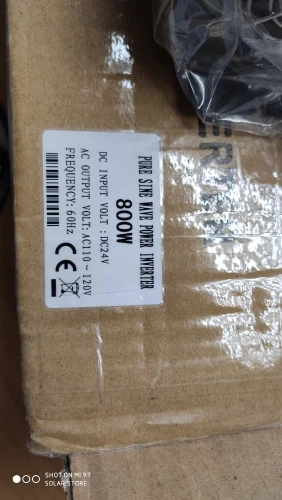 PURE SINE WAVE POWER INVERTER
800W
DC INPUT VOLT : DC24V
AC OUTPUT VOLT: AC110～120V
FREQUENCY: 60Hz
CE
SHOT ON MI 9T
SOLAR STORE